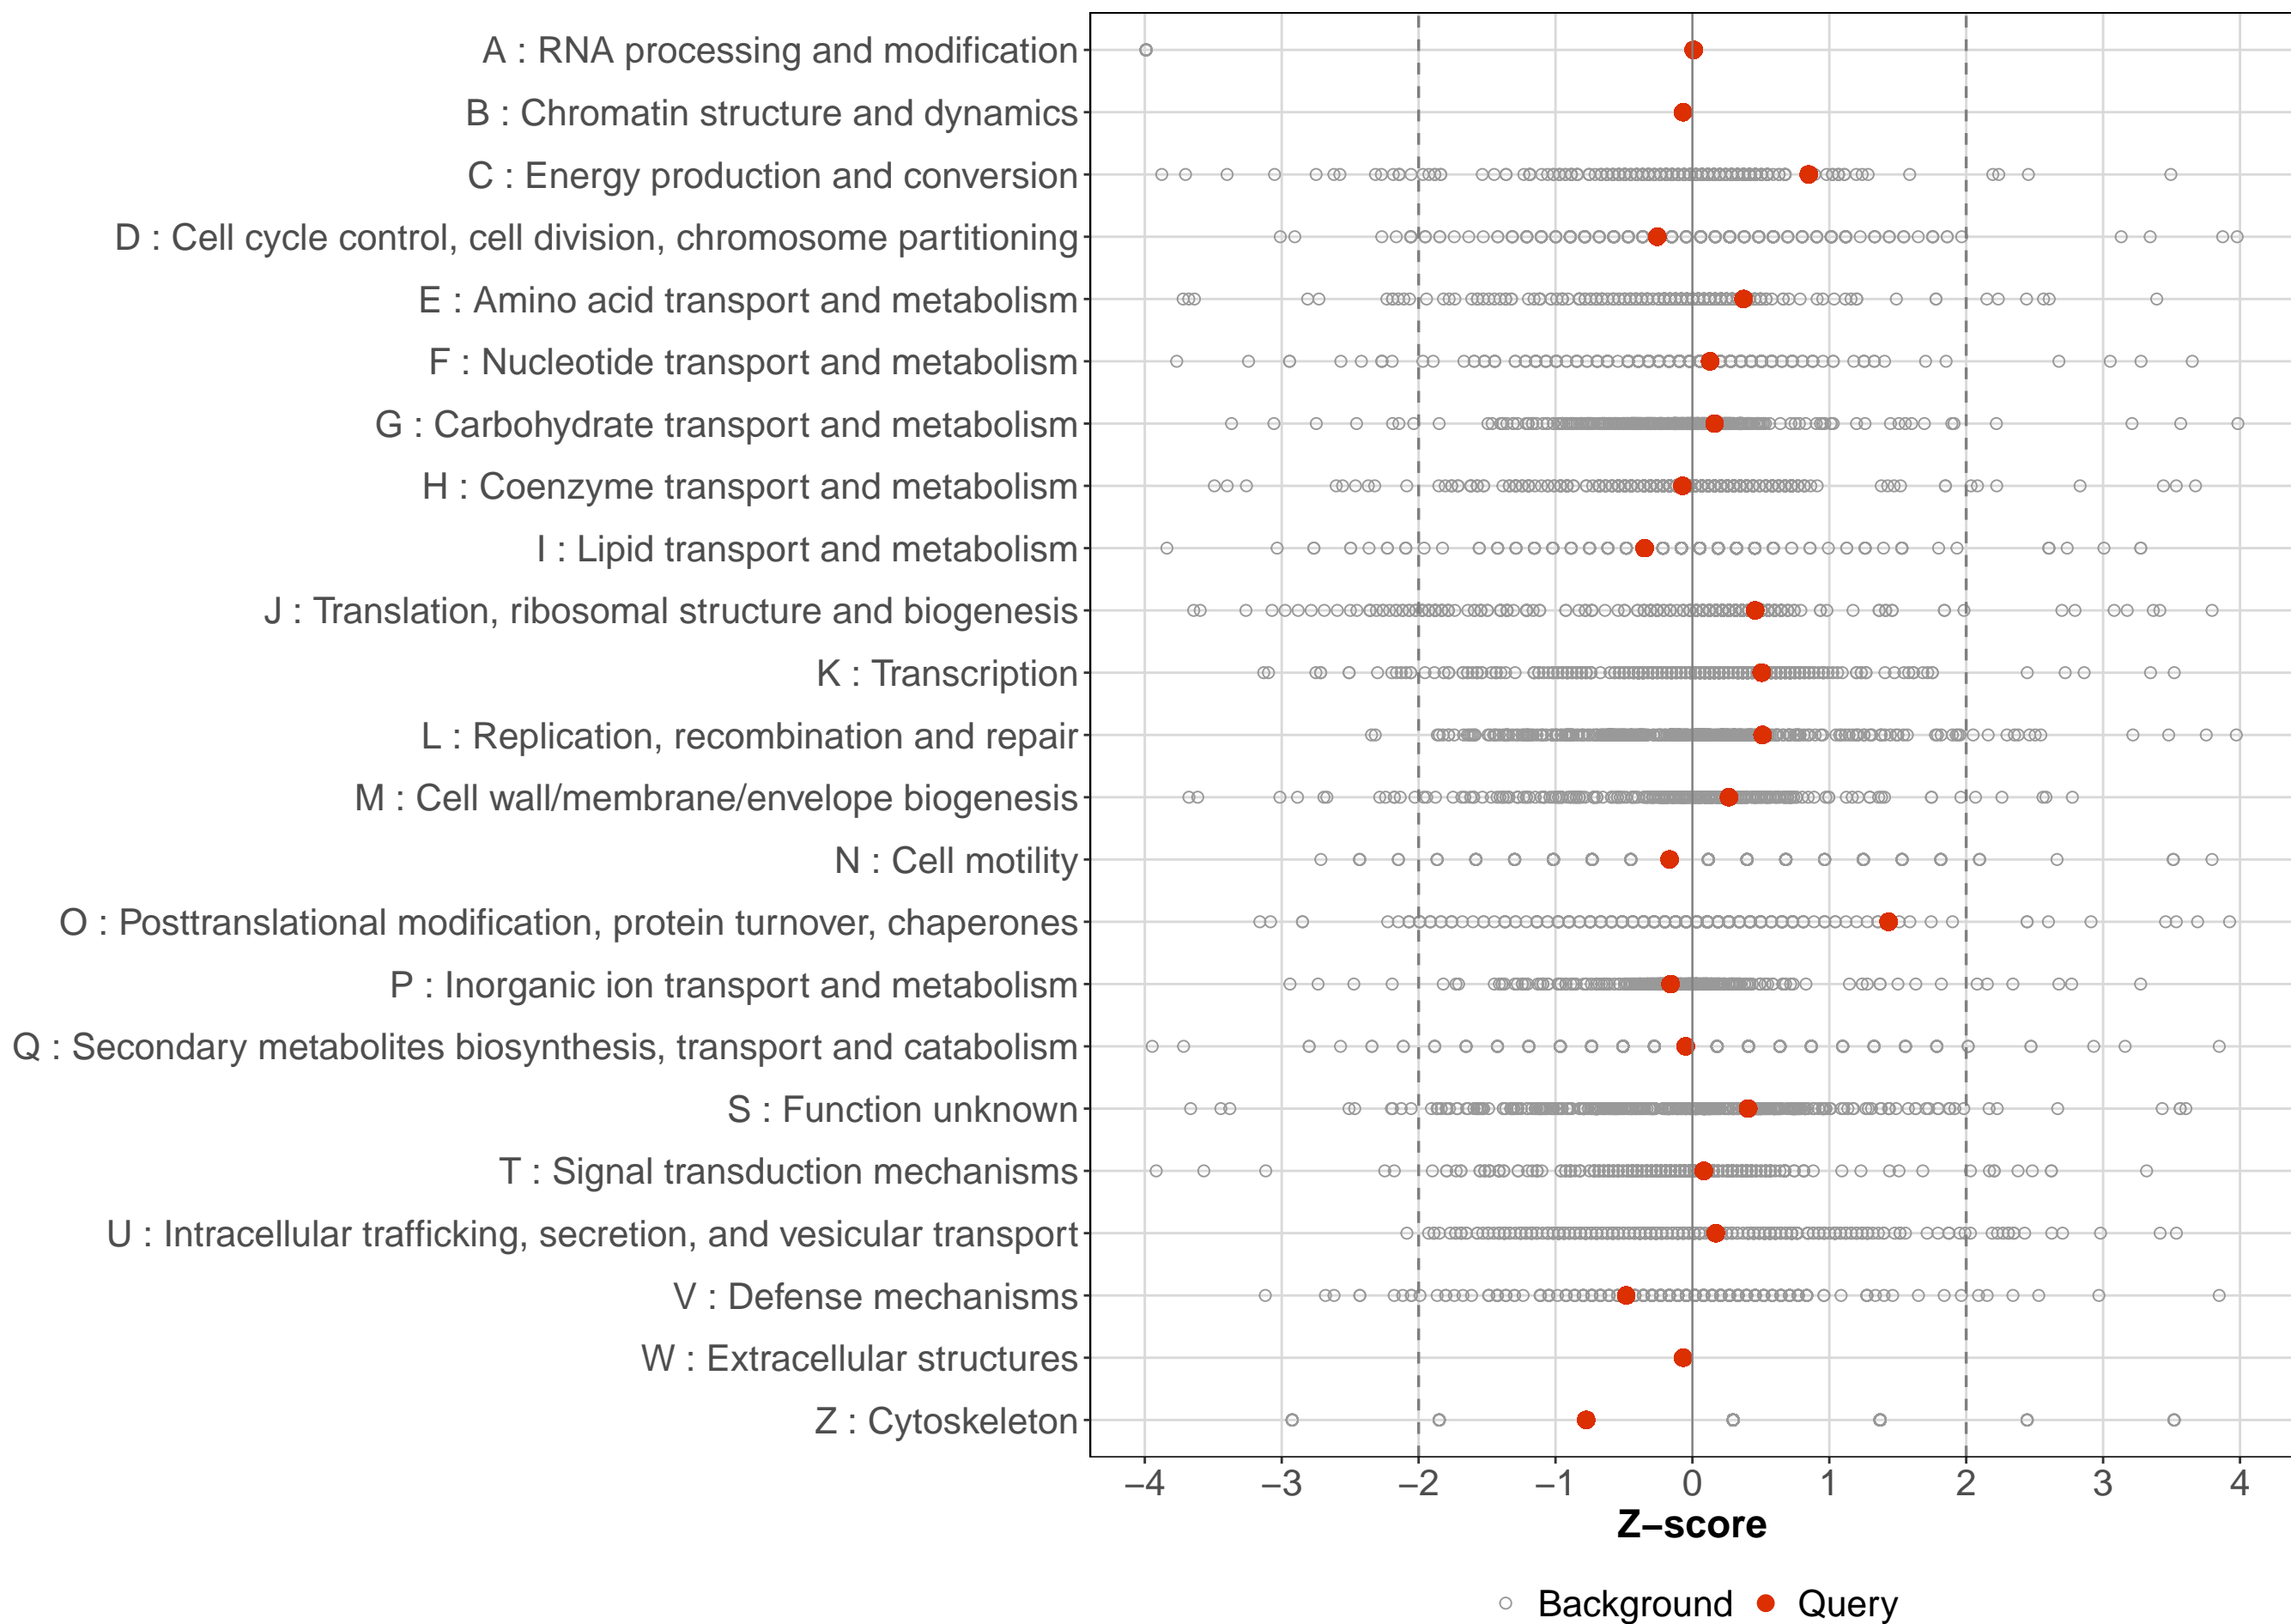 A : RNA processing and modification
B : Chromatin structure and dynamics
C : Energy production and conversion
D : Cell cycle control, cell division, chromosome partitioning
E : Amino acid transport and metabolism
F : Nucleotide transport and metabolism
G : Carbohydrate transport and metabolism
H : Coenzyme transport and metabolism
I : Lipid transport and metabolism
J : Translation, ribosomal structure and biogenesis
K : Transcription
L : Replication, recombination and repair
M : Cell wall/membrane/envelope biogenesis
N : Cell motility
O : Posttranslational modification, protein turnover, chaperones
P : Inorganic ion transport and metabolism
Q : Secondary metabolites biosynthesis, transport and catabolism
S : Function unknown
T : Signal transduction mechanisms
U : Intracellular trafficking, secretion, and vesicular transport
V : Defense mechanisms
W : Extracellular structures
Z : Cytoskeleton
−4 −3 −2 −1 0 1 2 3 4
Z−score
Background Query